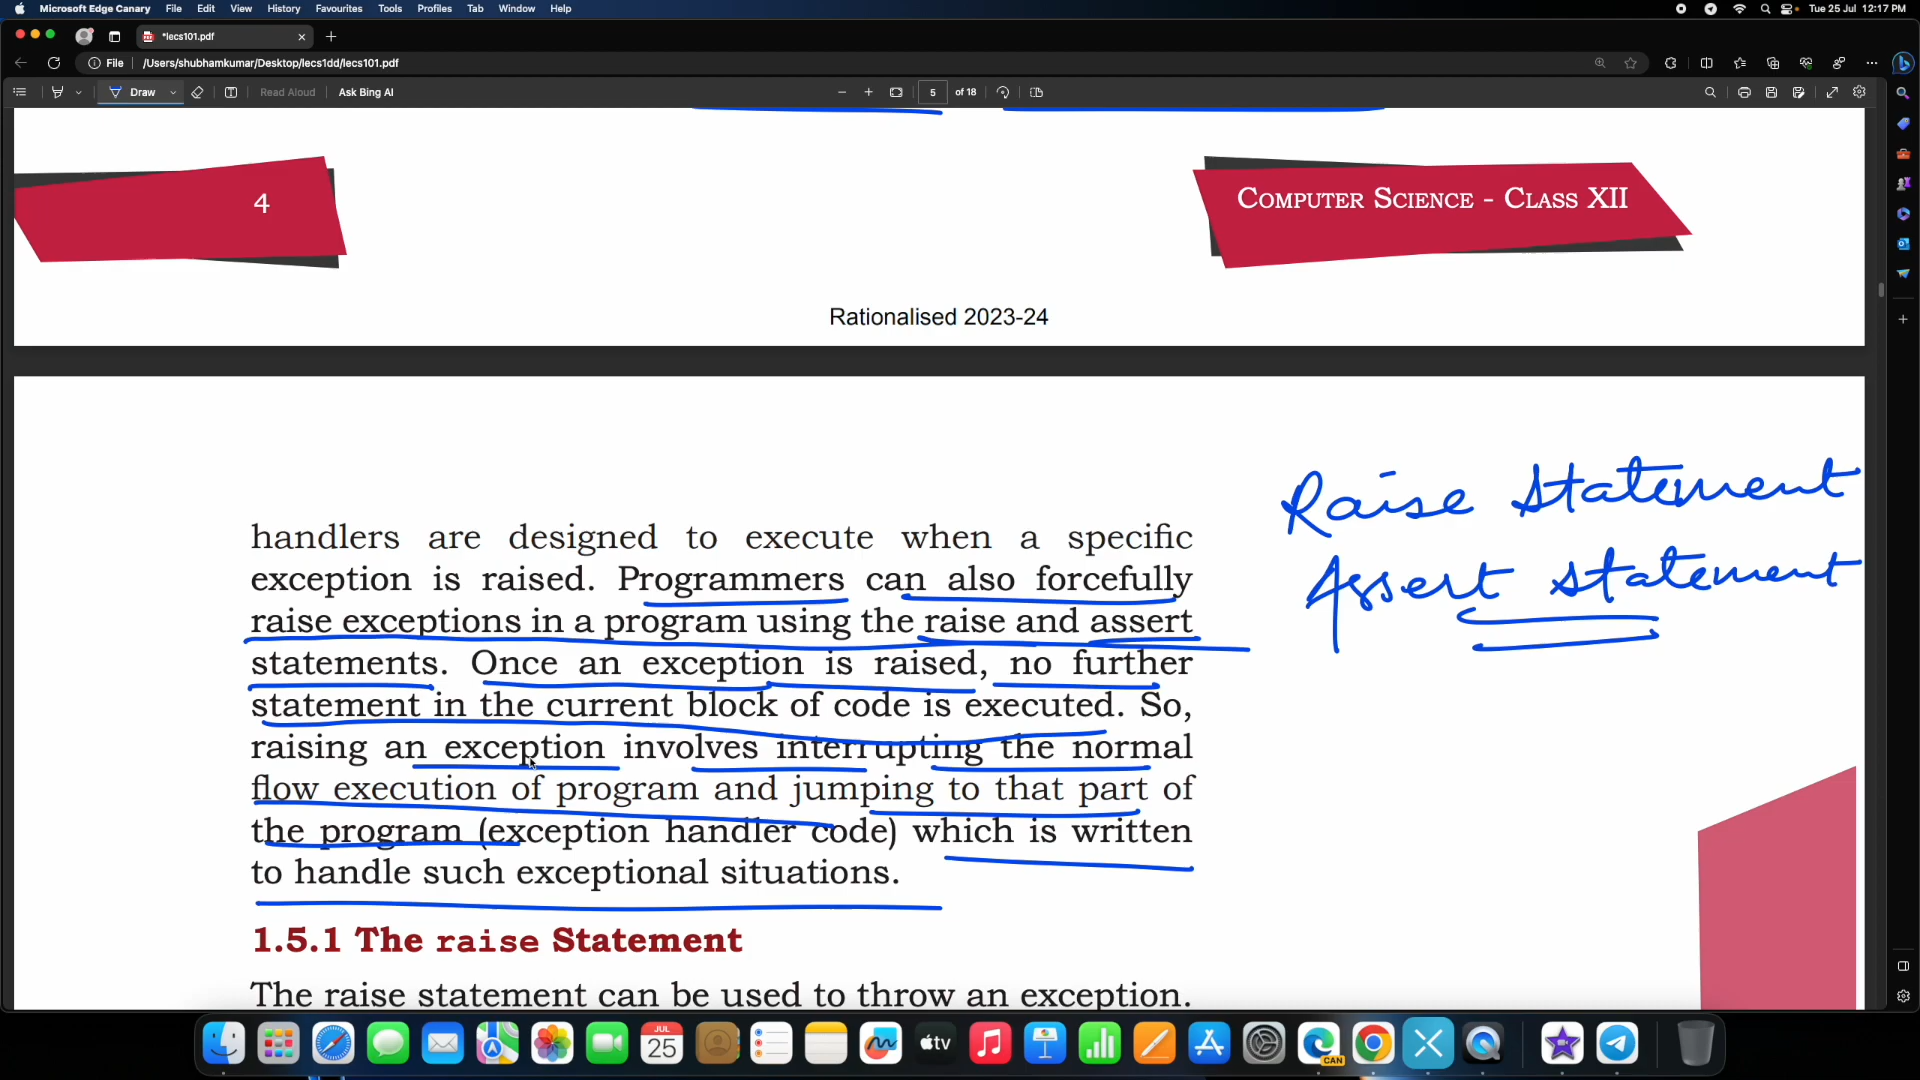 Microsoft Edge Canary File Edit View History Favourites Tools Profiles Tab Window Help Tue 25 Jul 12:17 PM
*lecs101.pdf
File /Users/shubhamkumar/Desktop/lecs1dd/lecs101.pdf
Draw Read Aloud Ask Bing AI 5 of 18
4
COMPUTER SCIENCE - CLASS XII
Rationalised 2023-24
Raise Statement
Assert Statement
handlers are designed to execute when a specific
exception is raised. Programmers can also forcefully
raise exceptions in a program using the raise and assert
statements. Once an exception is raised, no further
statement in the current block of code is executed. So,
raising an exception involves interrupting the normal
flow execution of program and jumping to that part of
the program (exception handler code) which is written
to handle such exceptional situations.
1.5.1 The raise Statement
The raise statement can be used to throw an exception.
JUL
25
tv
CAN